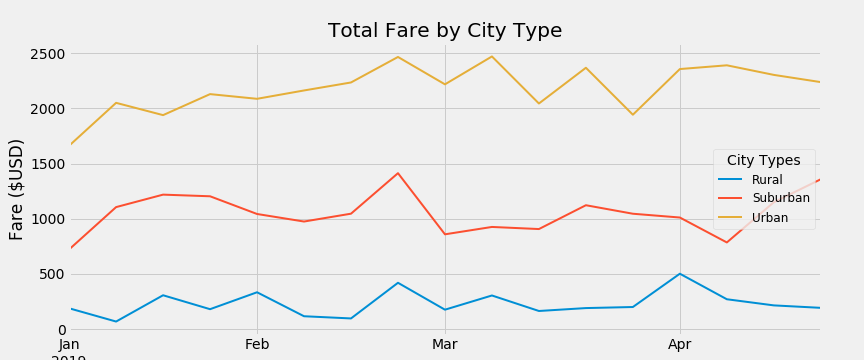 Total Fare by City Type
Fare ($USD)
2500
2000
1500
1000
500
0
City Types
Rural
Suburban
Urban
Jan
Feb
Mar
Apr
2019